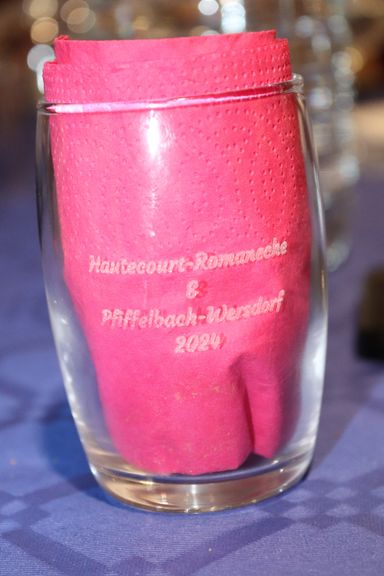 Hautecourt-Romaneche
&
Pfiffelbach-Wersdorf
2024